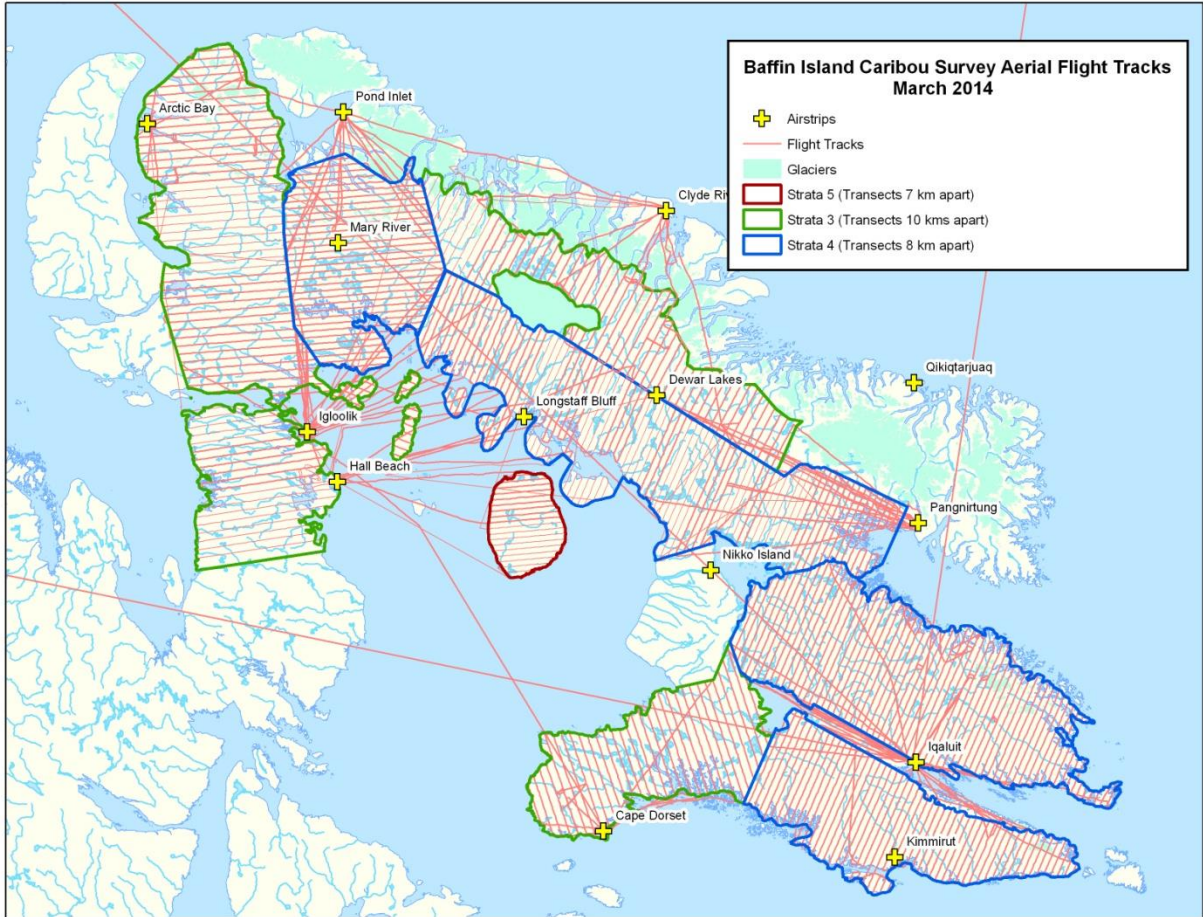 Baffin Island Caribou Survey Aerial Flight Tracks
March 2014
Airstrips
Flight Tracks
Glaciers
Strata 5 (Transects 7 km apart)
Strata 3 (Transects 10 kms apart)
Strata 4 (Transects 8 km apart)
Arctic Bay
Pond Inlet
Clyde Riv
Mary River
Qikiqtarjuaq
Dewar Lakes
Longstaff Bluff
Igloolik
Hall Beach
Pangnirtung
Nikko Island
Iqaluit
Cape Dorset
Kimmirut